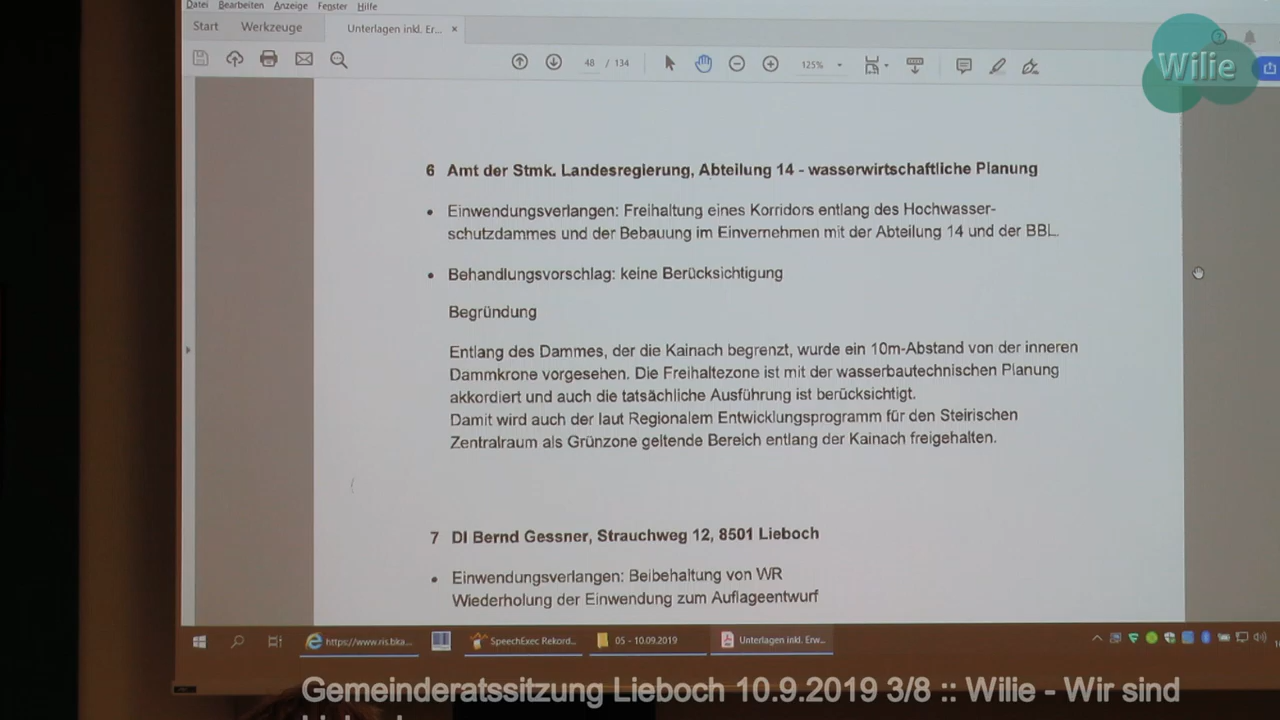 Datei Bearbeiten Anzeige Fenster Hilfe
Start Werkzeuge Unterlagen inkl. Er... ×
48 / 134 125%
Wilie
6 Amt der Stmk. Landesregierung, Abteilung 14 - wasserwirtschaftliche Planung
• Einwendungsverlangen: Freihaltung eines Korridors entlang des Hochwasser-
schutzdammes und der Bebauung im Einvernehmen mit der Abteilung 14 und der BBL.
• Behandlungsvorschlag: keine Berücksichtigung
Begründung
Entlang des Dammes, der die Kainach begrenzt, wurde ein 10m-Abstand von der inneren
Dammkrone vorgesehen. Die Freihaltezone ist mit der wasserbautechnischen Planung
akkordiert und auch die tatsächliche Ausführung ist berücksichtigt.
Damit wird auch der laut Regionalem Entwicklungsprogramm für den Steirischen
Zentralraum als Grünzone geltende Bereich entlang der Kainach freigehalten.
7 DI Bernd Gessner, Strauchweg 12, 8501 Lieboch
• Einwendungsverlangen: Beibehaltung von WR
Wiederholung der Einwendung zum Auflageentwurf
https://www.ris.bka... SpeechExec Rekord... 05 - 10.09.2019 Unterlagen inkl. Erw...
Gemeinderatssitzung Lieboch 10.9.2019 3/8 :: Wilie - Wir sind